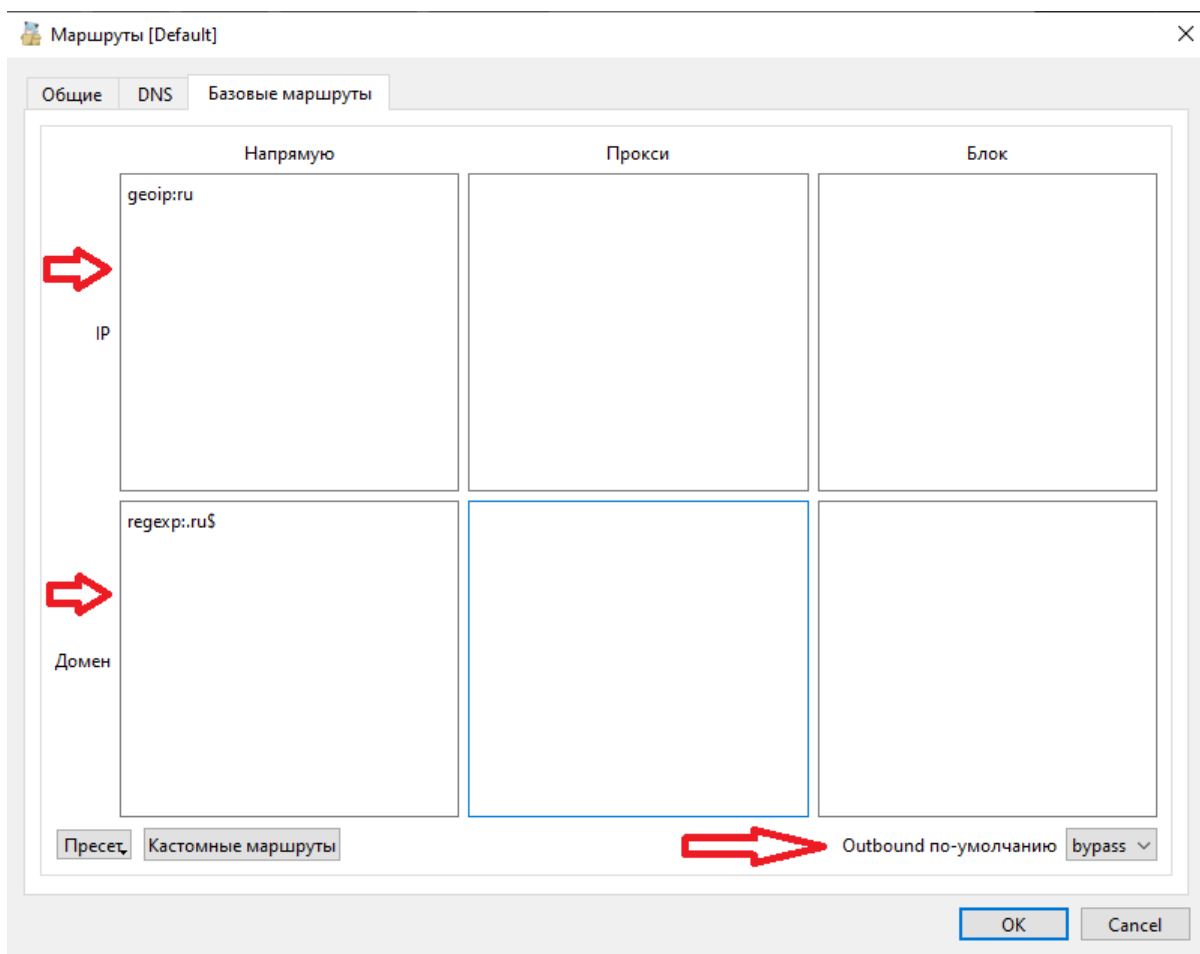 Маршруты [Default]
Общие
DNS
Базовые маршруты
Напрямую
Прокси
Блок
geoip:ru
IP
regexp:.ru$
Домен
Пресет
Кастомные маршруты
Outbound по-умолчанию
bypass
OK
Cancel